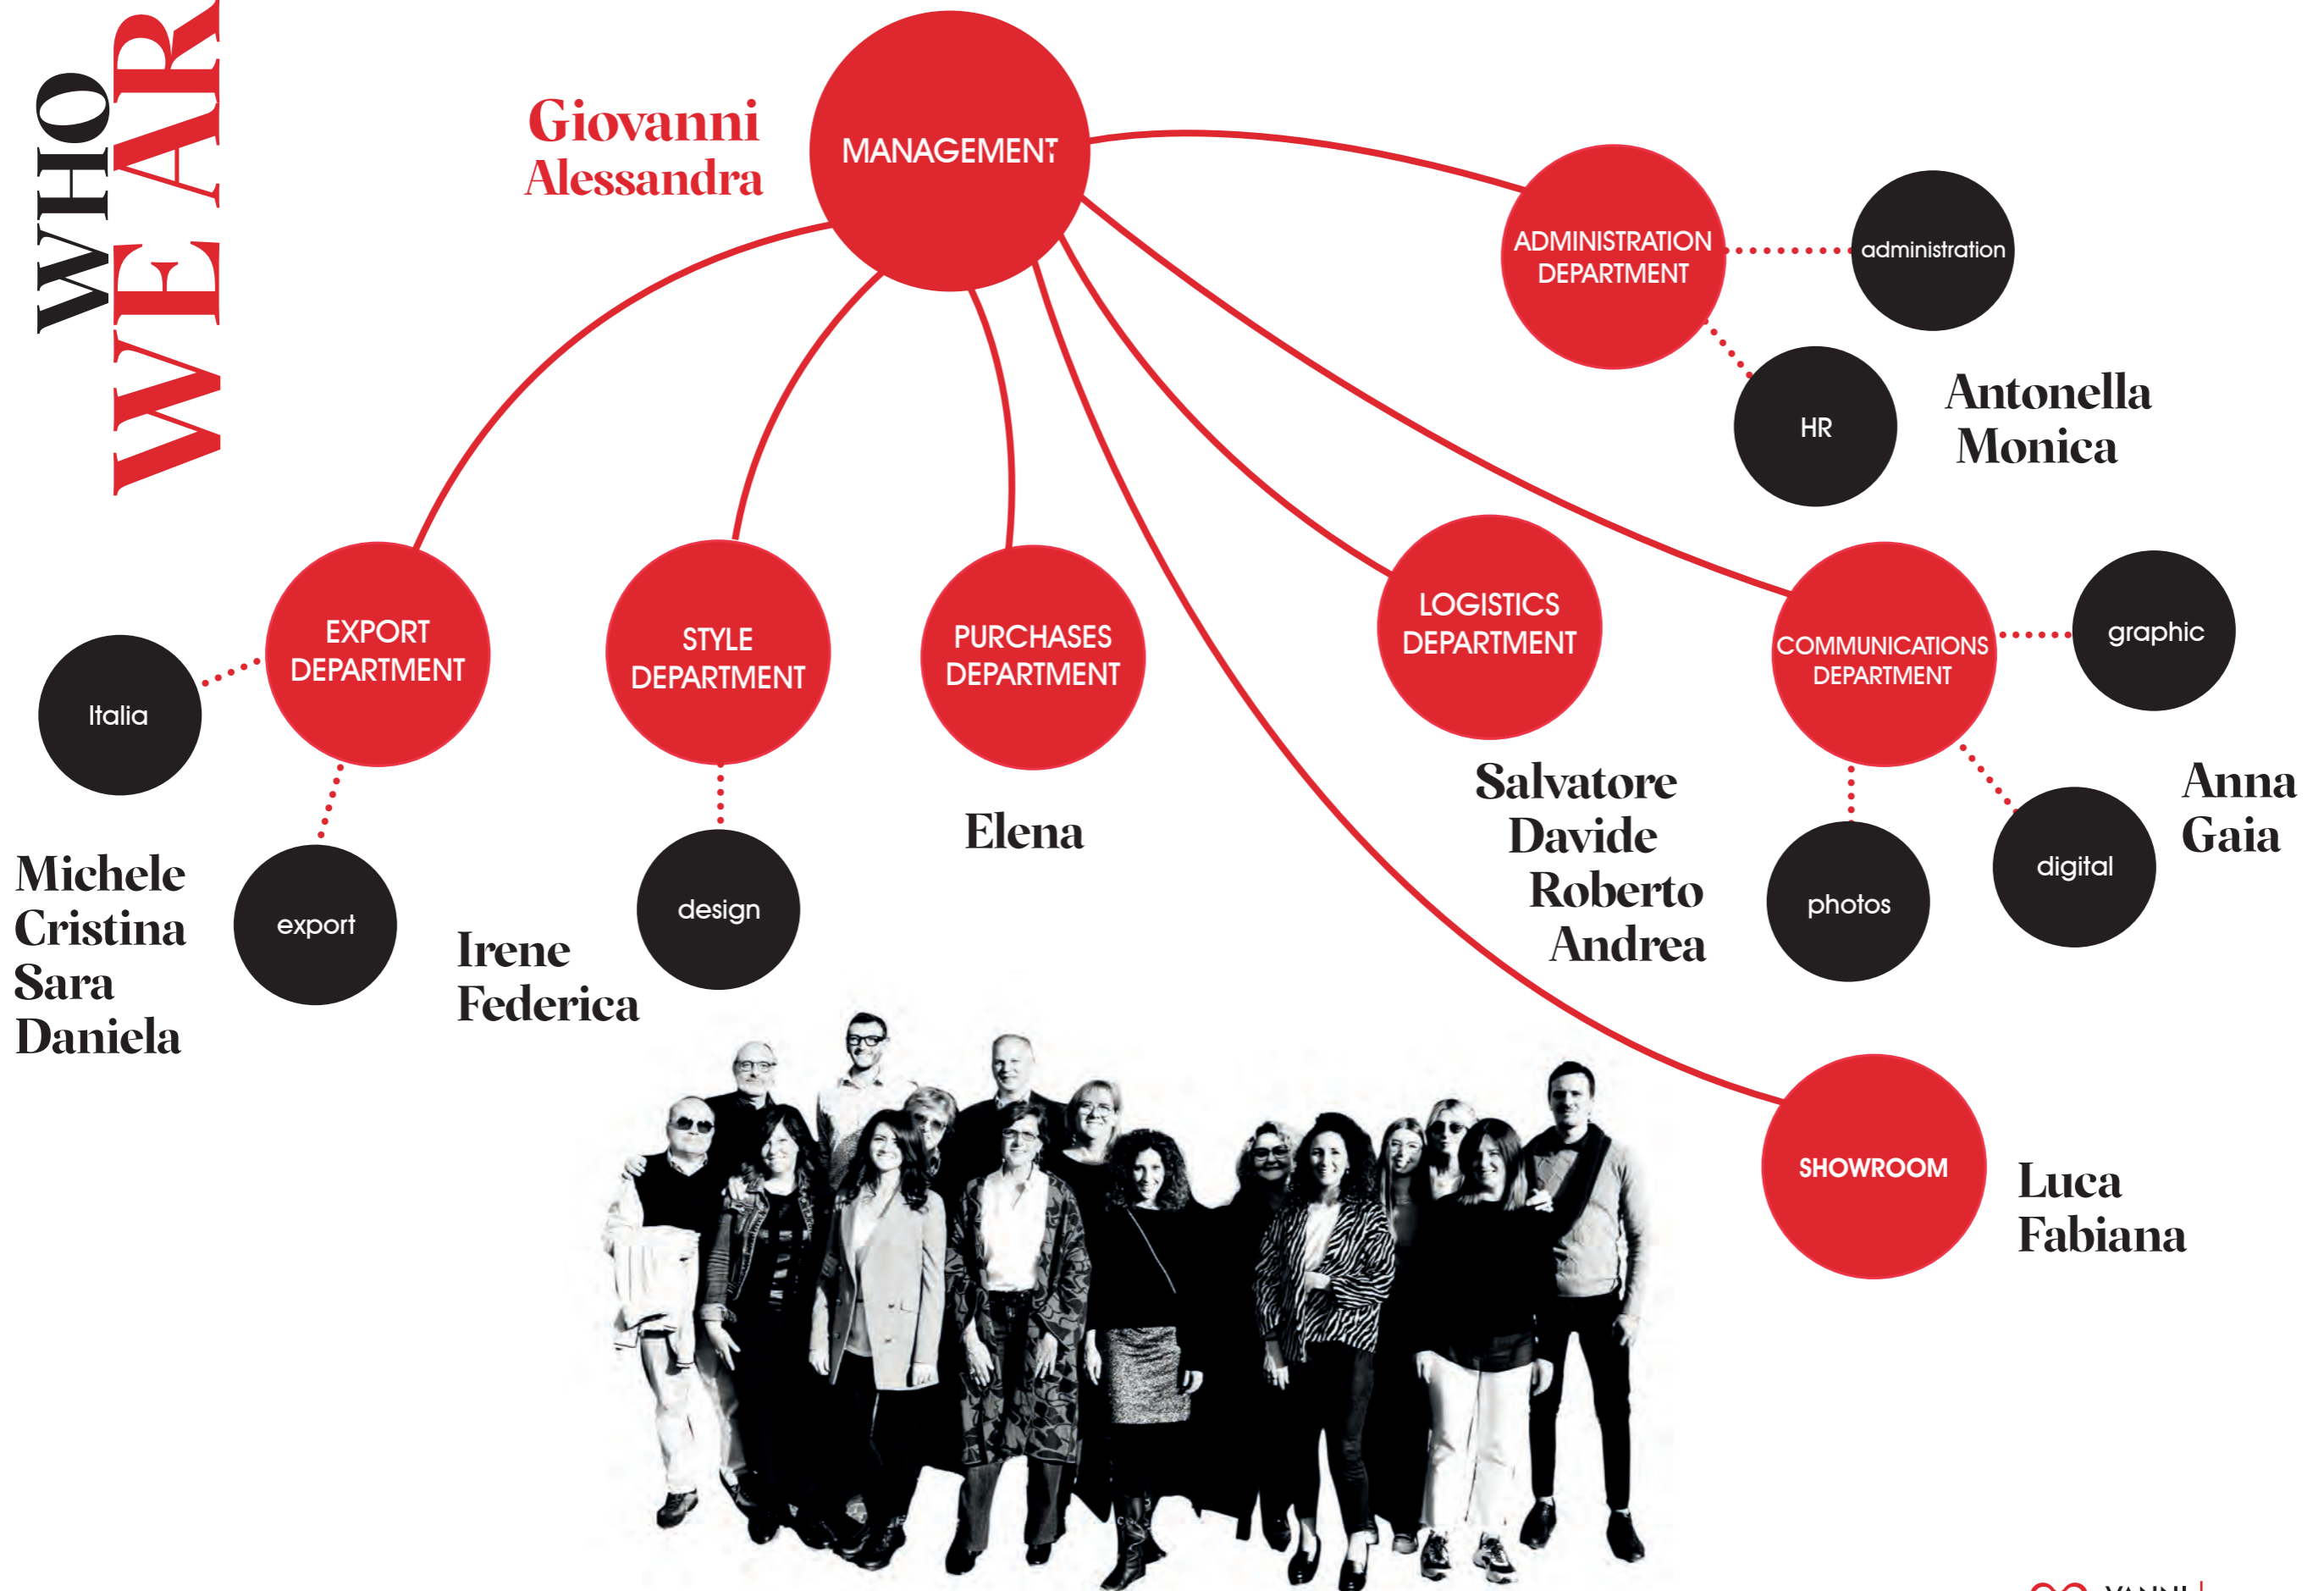 WHO
WE AR
Giovanni
Alessandra
MANAGEMENT
ADMINISTRATION
DEPARTMENT
administration
HR
Antonella
Monica
EXPORT
DEPARTMENT
Italia
export
Michele
Cristina
Sara
Daniela
STYLE
DEPARTMENT
design
Irene
Federica
PURCHASES
DEPARTMENT
Elena
LOGISTICS
DEPARTMENT
Salvatore
Davide
Roberto
Andrea
COMMUNICATIONS
DEPARTMENT
graphic
digital
photos
Anna
Gaia
SHOWROOM
Luca
Fabiana
VANNI